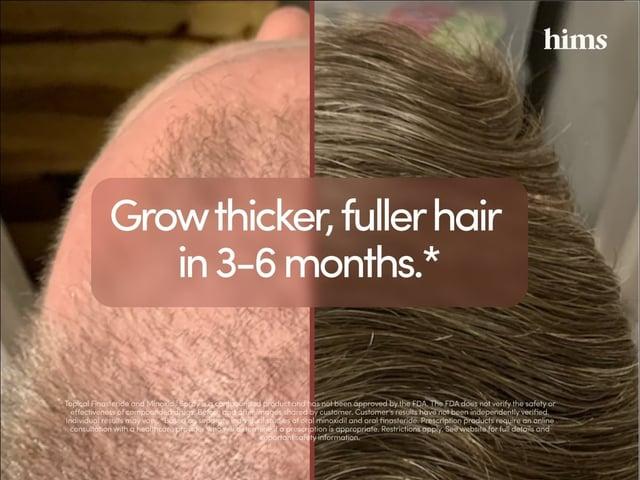 hims
Grow thicker, fuller hair
in 3-6 months.*
Topical Finasteride and Minoxidil Spray is a compounded product and has not been approved by the FDA. The FDA does not verify the safety or
effectiveness of compounded drugs. Before and after images shared by customer. Customer's results have not been independently verified.
Individual results may vary. *Based on separate individual studies of oral minoxidil and oral finasteride. Prescription products require an online
consultation with a healthcare provider who will determine if a prescription is appropriate. Restrictions apply. See website for full details and
important safety information.